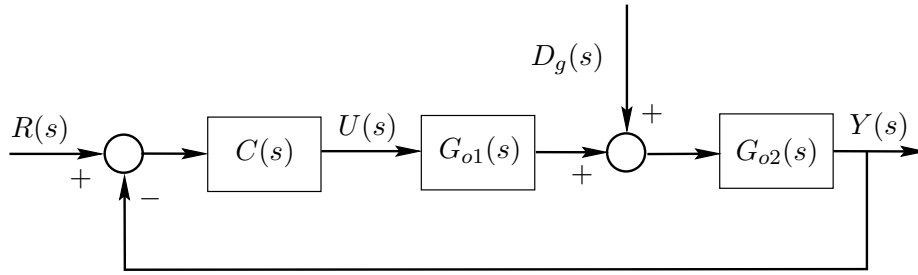 D_g(s)
R(s)
+
−
C(s)
U(s)
G_{o1}(s)
+
+
G_{o2}(s)
Y(s)